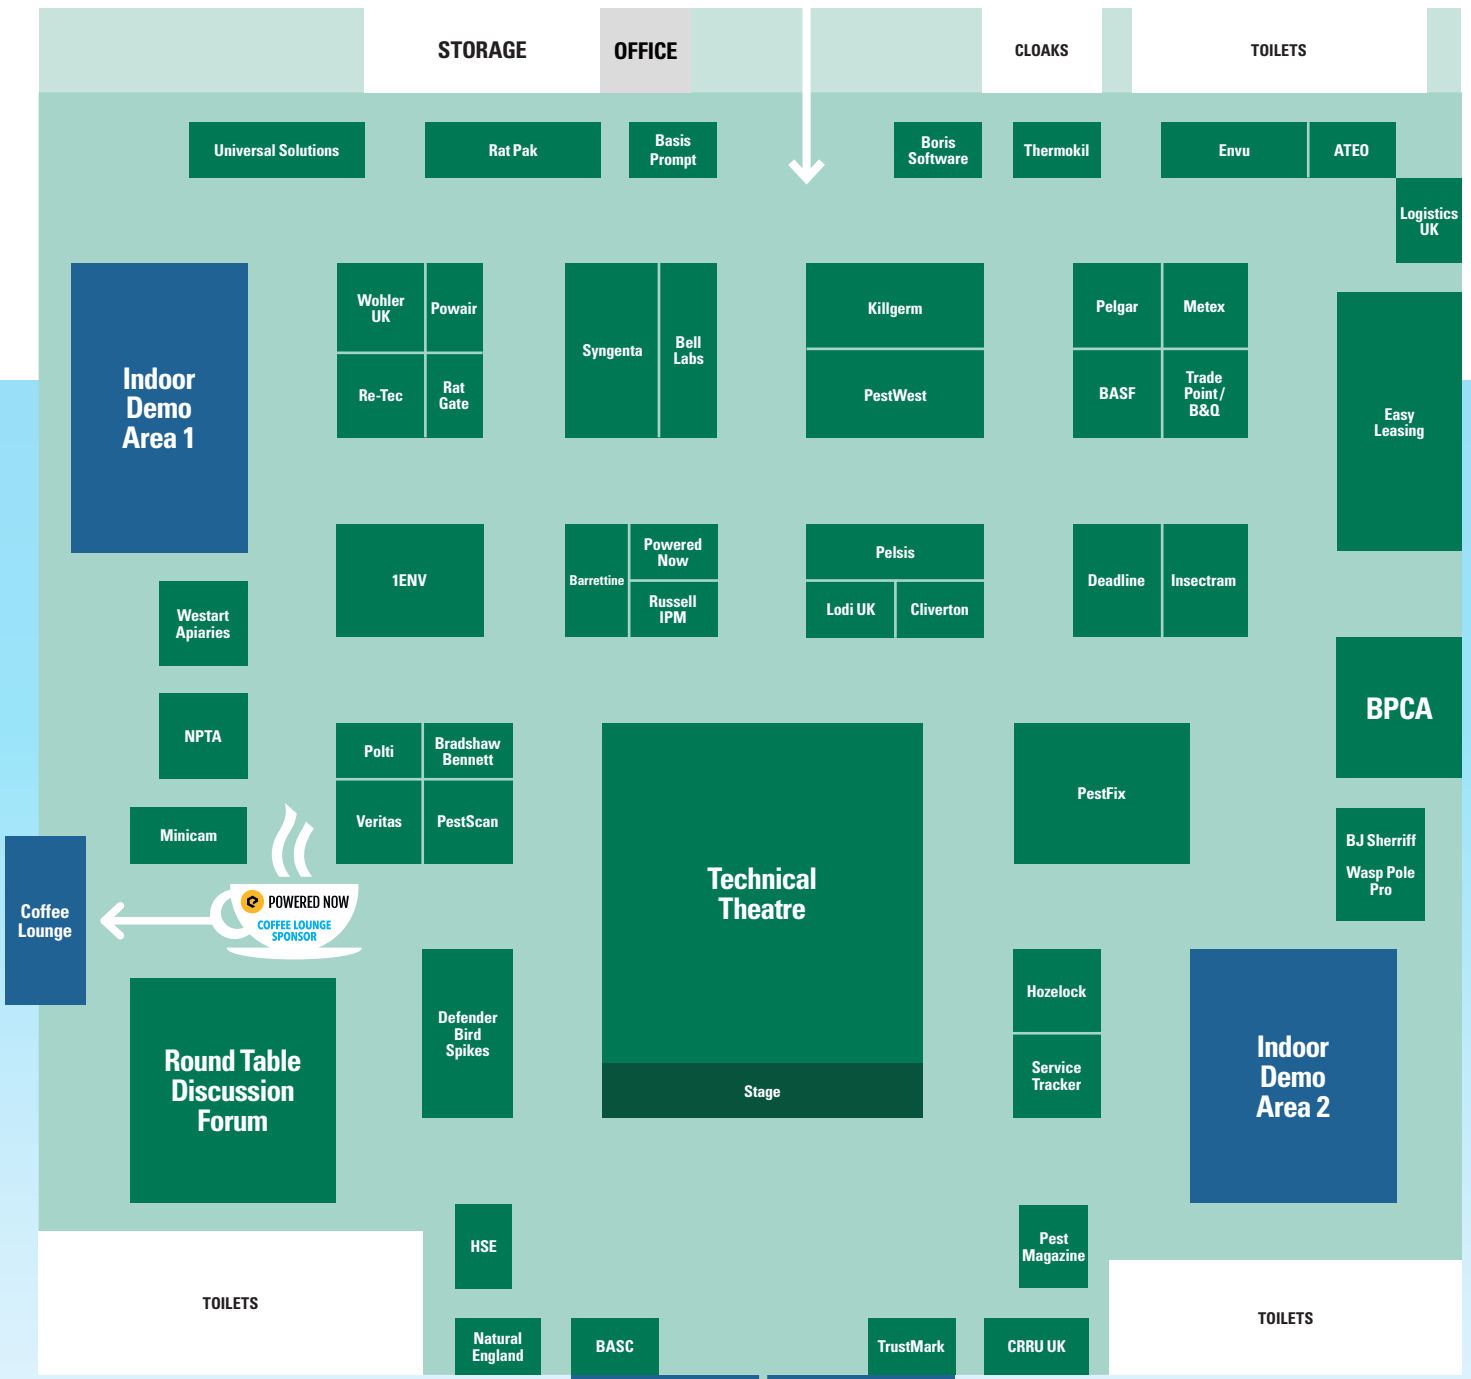 STORAGE
OFFICE
CLOAKS
TOILETS
Universal Solutions
Rat Pak
Basis
Prompt
Boris
Software
Thermokil
Envu
ATEO
Logistics
UK
Indoor
Demo
Area 1
Wohler
UK
Powair
Re-Tec
Rat
Gate
Syngenta
Bell
Labs
Killgerm
PestWest
Pelgar
Metex
BASF
Trade
Point /
B&Q
Easy
Leasing
1ENV
Barrettine
Powered
Now
Russell
IPM
Pelsis
Lodi UK
Cliverton
Deadline
Insectram
Westart
Apiaries
NPTA
Minicam
BPCA
Polti
Bradshaw
Bennett
Veritas
PestScan
Technical
Theatre
Stage
PestFix
BJ Sherriff
Wasp Pole
Pro
Coffee
Lounge
POWERED NOW
COFFEE LOUNGE
SPONSOR
Round Table
Discussion
Forum
Defender
Bird
Spikes
Hozelock
Service
Tracker
Indoor
Demo
Area 2
HSE
Pest
Magazine
TOILETS
Natural
England
BASC
TrustMark
CRRU UK
TOILETS